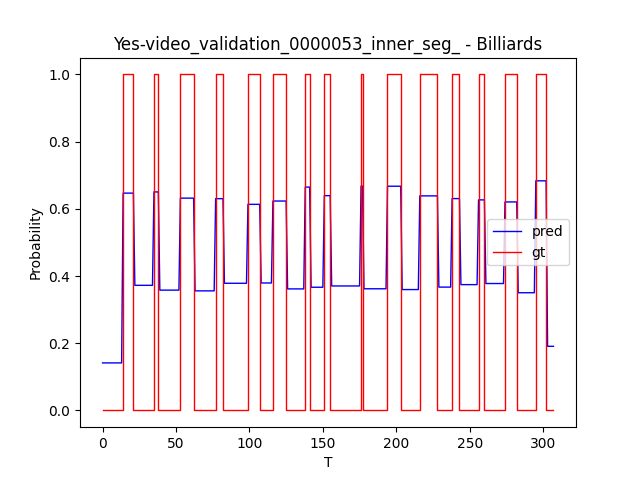 Yes-video_validation_0000053_inner_seg_ - Billiards
1.0
0.8
0.6
0.4
0.2
0.0
Probability
pred
gt
0 50 100 150 200 250 300
T